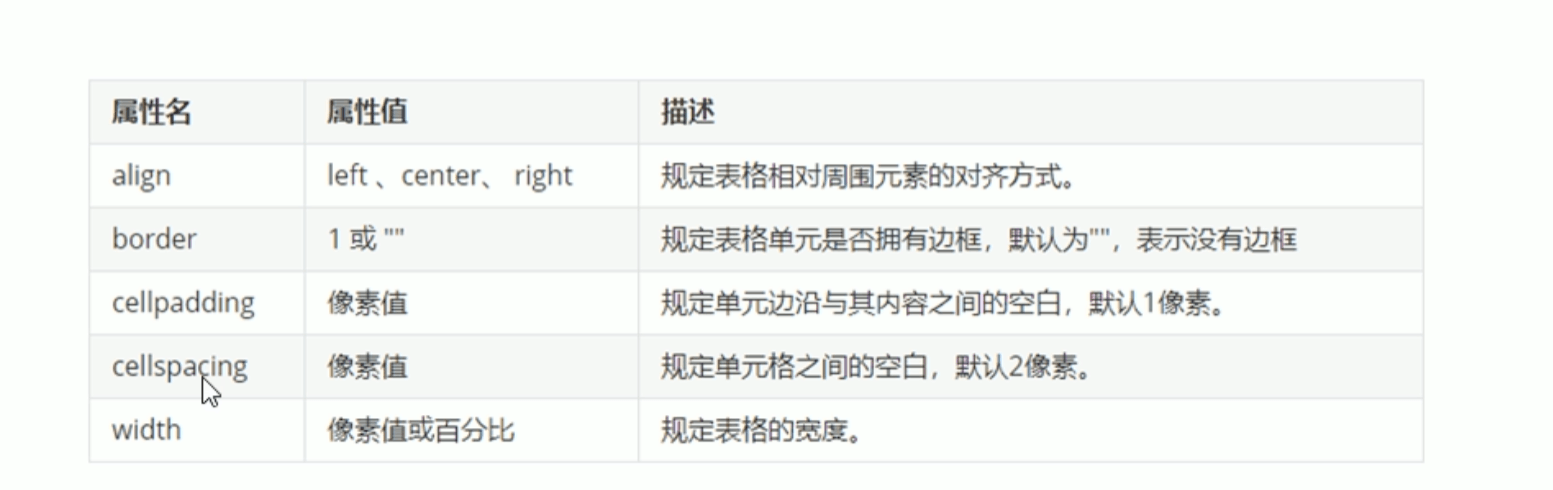 属性名 属性值 描述
align left 、center、 right 规定表格相对周围元素的对齐方式。
border 1 或 "" 规定表格单元是否拥有边框，默认为""，表示没有边框
cellpadding 像素值 规定单元边沿与其内容之间的空白，默认1像素。
cellspacing 像素值 规定单元格之间的空白，默认2像素。
width 像素值或百分比 规定表格的宽度。